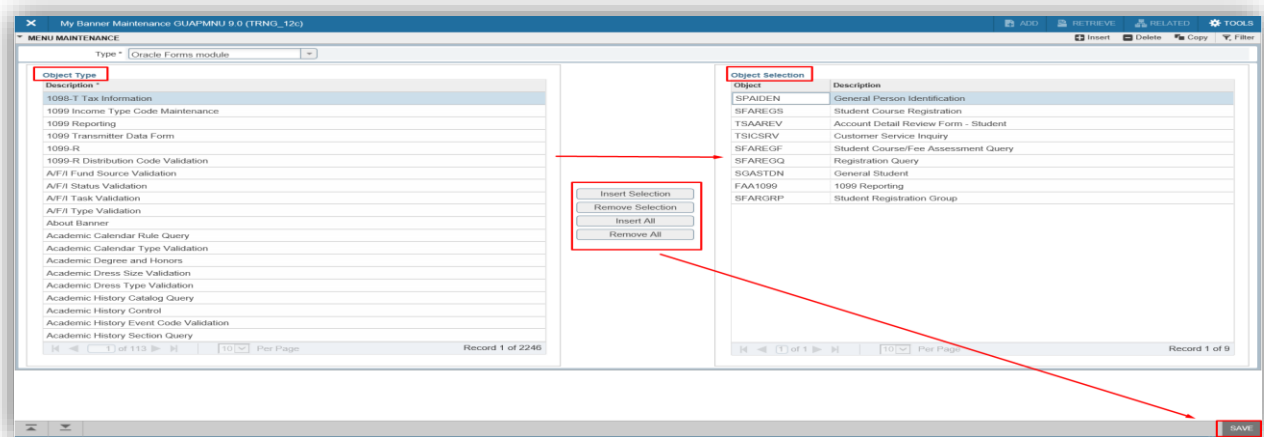 My Banner Maintenance GUAPMNU 9.0 (TRNG_12c) ADD RETRIEVE RELATED TOOLS
MENU MAINTENANCE Insert Delete Copy Filter
Type * Oracle Forms module
Object Type
Description *
1098-T Tax Information
1099 Income Type Code Maintenance
1099 Reporting
1099 Transmitter Data Form
1099-R
1099-R Distribution Code Validation
A/F/I Fund Source Validation
A/F/I Status Validation
A/F/I Task Validation
A/F/I Type Validation
About Banner
Academic Calendar Rule Query
Academic Calendar Type Validation
Academic Degree and Honors
Academic Dress Size Validation
Academic Dress Type Validation
Academic History Catalog Query
Academic History Control
Academic History Event Code Validation
Academic History Section Query
1 of 113 10 Per Page Record 1 of 2246
Insert Selection
Remove Selection
Insert All
Remove All
Object Selection
Object Description
SPAIDEN General Person Identification
SFAREGS Student Course Registration
TSAAREV Account Detail Review Form - Student
TSICSRV Customer Service Inquiry
SFAREGF Student Course/Fee Assessment Query
SFAREGQ Registration Query
SGASTDN General Student
FAA1099 1099 Reporting
SFARGRP Student Registration Group
1 of 1 10 Per Page Record 1 of 9
SAVE